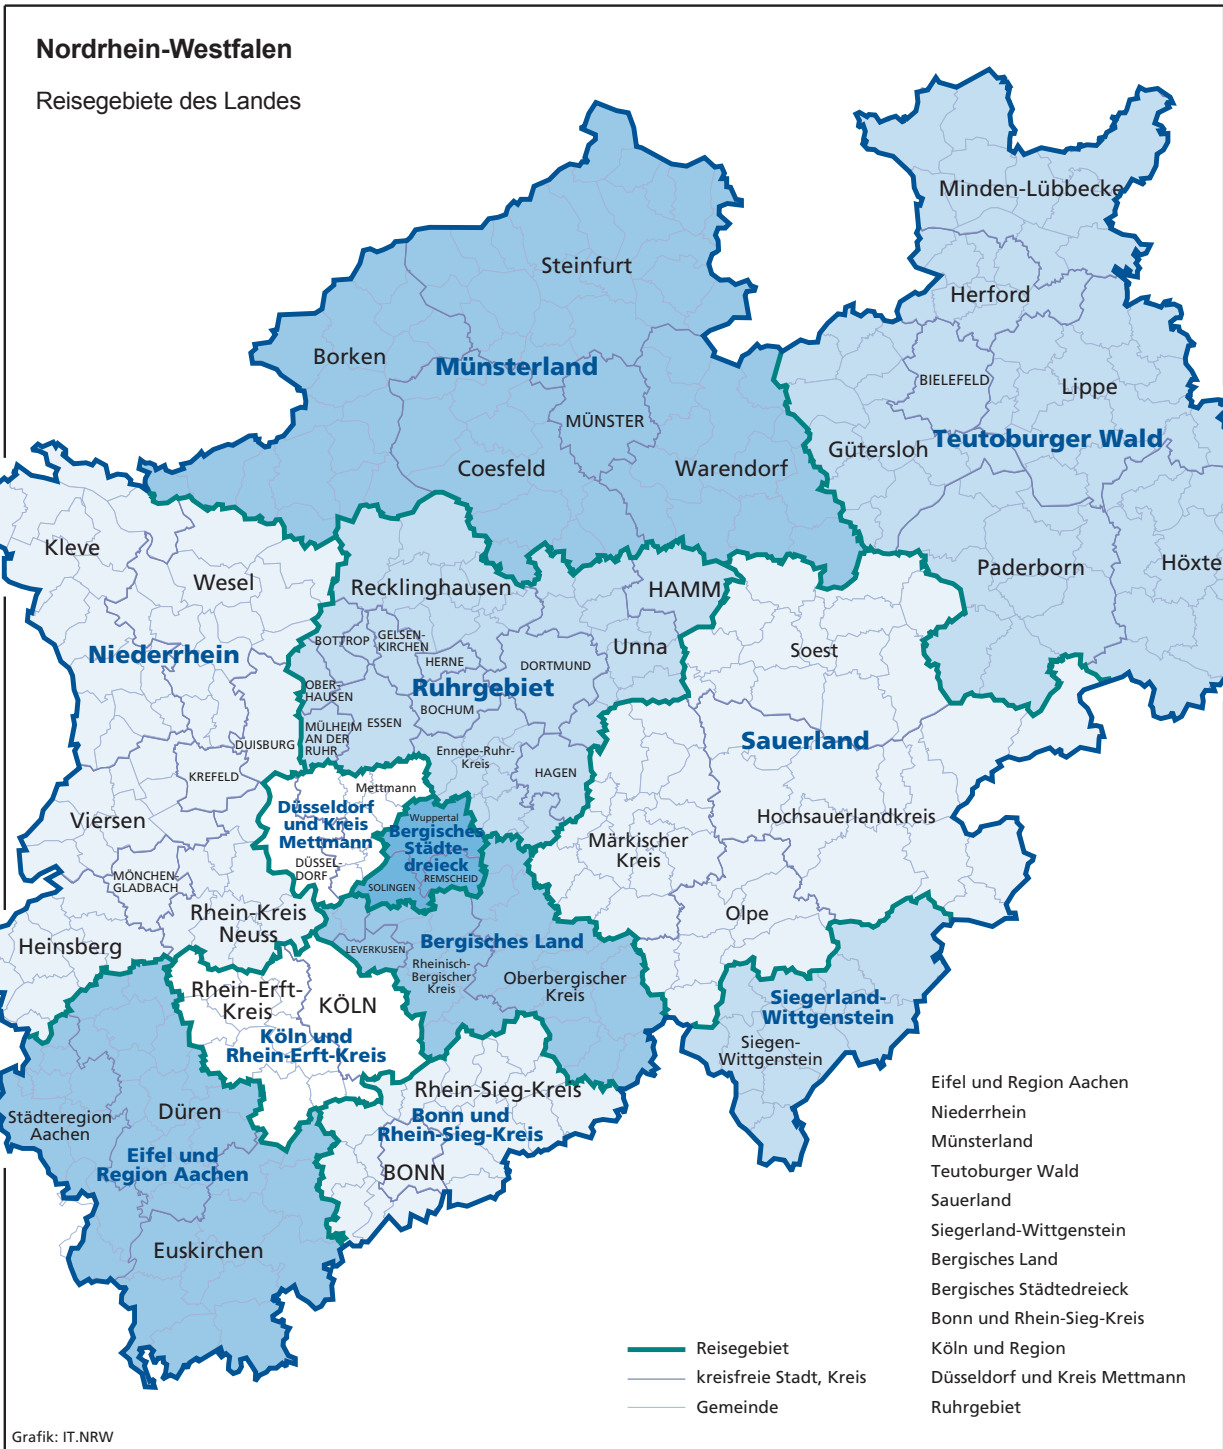 Nordrhein-Westfalen
Reisegebiete des Landes
Minden-Lübbecke
Steinfurt
Herford
Borken
Münsterland
BIELEFELD
Lippe
MÜNSTER
Teutoburger Wald
Gütersloh
Coesfeld
Warendorf
Kleve
Wesel
Recklinghausen
HAMM
Paderborn
Höxte
Niederrhein
BOTTROP
GELSEN-
KIRCHEN
HERNE
DORTMUND
Unna
Soest
Ruhrgebiet
OBER-
HAUSEN
BOCHUM
ESSEN
MÜLHEIM
AN DER
RUHR
DUISBURG
Sauerland
Ennepe-Ruhr-
Kreis
HAGEN
KREFELD
Mettmann
Düsseldorf
und Kreis
Mettmann
DÜSSEL-
DORF
Viersen
Wuppertal
Bergisches
Städte-
dreieck
REMSCHEID
SOLINGEN
Hochsauerlandkreis
Märkischer
Kreis
MÖNCHEN-
GLADBACH
Rhein-Kreis
Neuss
Olpe
Heinsberg
LEVERKUSEN
Bergisches Land
Rheinisch-
Bergischer
Kreis
Oberbergischer
Kreis
Rhein-Erft-
Kreis
KÖLN
Köln und
Rhein-Erft-Kreis
Siegerland-
Wittgenstein
Siegen-
Wittgenstein
Rhein-Sieg-Kreis
Bonn und
Rhein-Sieg-Kreis
BONN
Städteregion
Aachen
Düren
Eifel und
Region Aachen
Euskirchen
Eifel und Region Aachen
Niederrhein
Münsterland
Teutoburger Wald
Sauerland
Siegerland-Wittgenstein
Bergisches Land
Bergisches Städtedreieck
Bonn und Rhein-Sieg-Kreis
Köln und Region
Düsseldorf und Kreis Mettmann
Ruhrgebiet
Reisegebiet
kreisfreie Stadt, Kreis
Gemeinde
Grafik: IT.NRW